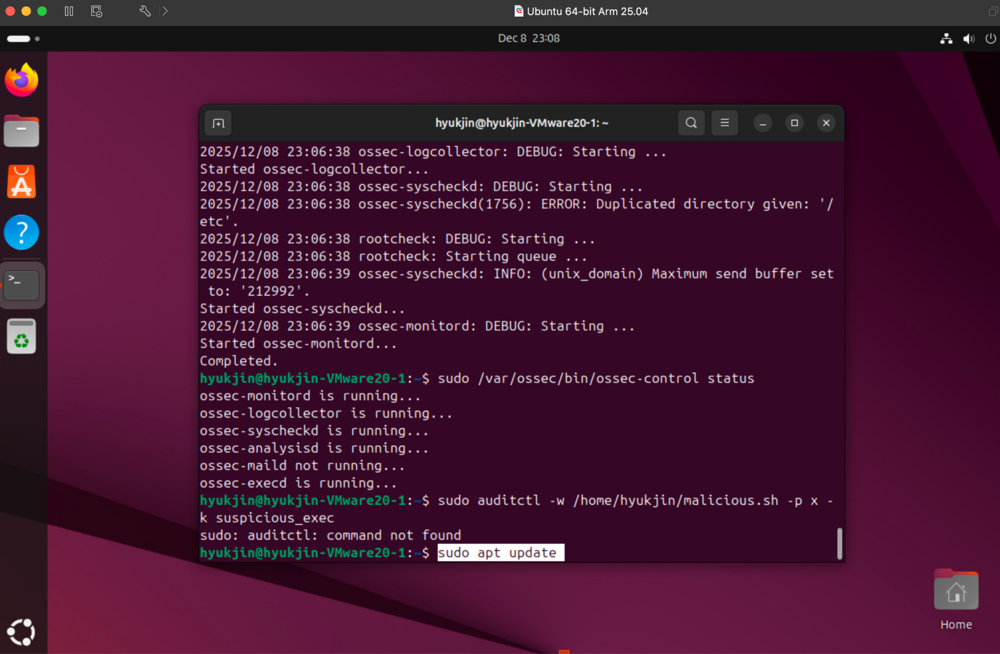 Ubuntu 64-bit Arm 25.04
Dec 8 23:08
hyukjin@hyukjin-VMware20-1: ~
2025/12/08 23:06:38 ossec-logcollector: DEBUG: Starting ...
Started ossec-logcollector...
2025/12/08 23:06:38 ossec-syscheckd: DEBUG: Starting ...
2025/12/08 23:06:38 ossec-syscheckd(1756): ERROR: Duplicated directory given: '/
etc'.
2025/12/08 23:06:38 rootcheck: DEBUG: Starting ...
2025/12/08 23:06:38 rootcheck: Starting queue ...
2025/12/08 23:06:39 ossec-syscheckd: INFO: (unix_domain) Maximum send buffer set
 to: '212992'.
Started ossec-syscheckd...
2025/12/08 23:06:39 ossec-monitord: DEBUG: Starting ...
Started ossec-monitord...
Completed.
hyukjin@hyukjin-VMware20-1:~$ sudo /var/ossec/bin/ossec-control status
ossec-monitord is running...
ossec-logcollector is running...
ossec-syscheckd is running...
ossec-analysisd is running...
ossec-maild not running...
ossec-execd is running...
hyukjin@hyukjin-VMware20-1:~$ sudo auditctl -w /home/hyukjin/malicious.sh -p x -
k suspicious_exec
sudo: auditctl: command not found
hyukjin@hyukjin-VMware20-1:~$ sudo apt update
Home